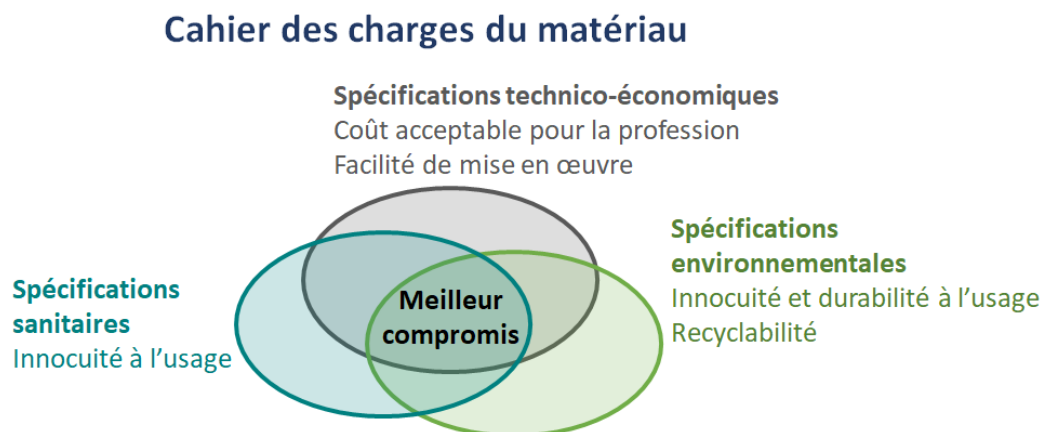 Cahier des charges du matériau
Spécifications technico-économiques
Coût acceptable pour la profession
Facilité de mise en œuvre
Spécifications
sanitaires
Innocuité à l’usage
Meilleur
compromis
Spécifications
environnementales
Innocuité et durabilité à l’usage
Recyclabilité